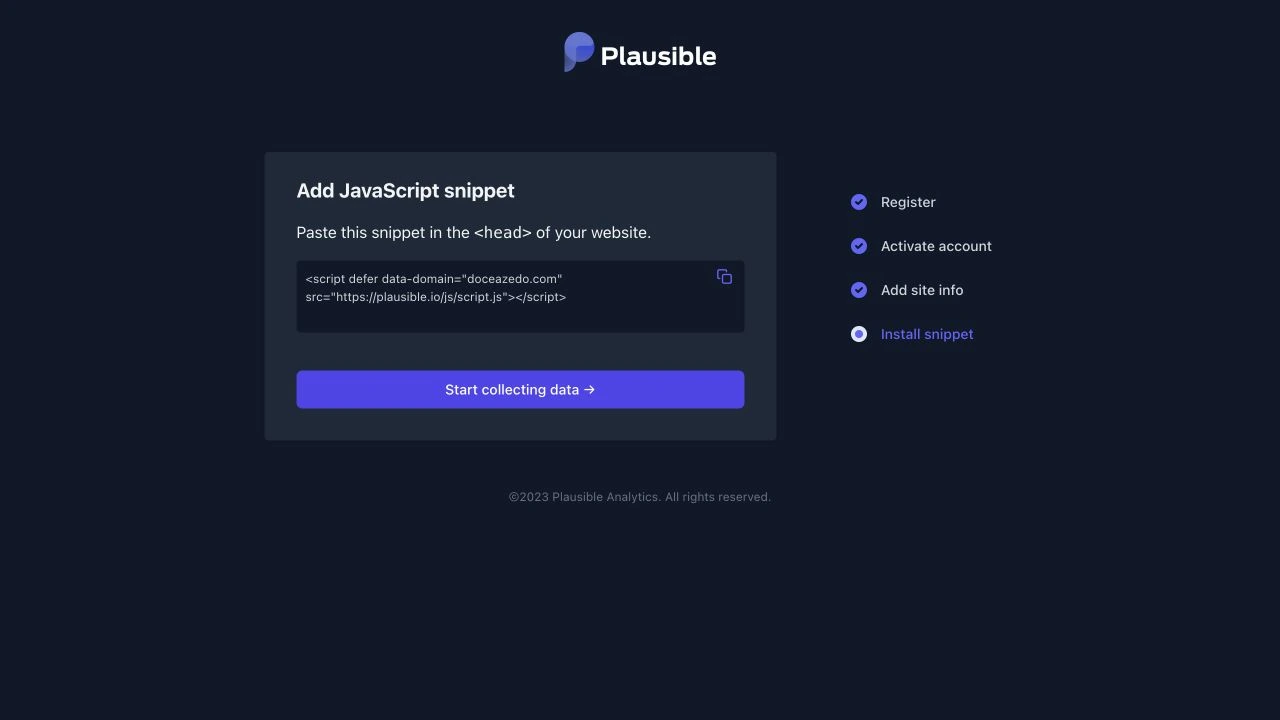 Plausible
Add JavaScript snippet
Paste this snippet in the <head> of your website.
<script defer data-domain="doceazedo.com"
src="https://plausible.io/js/script.js"></script>
Start collecting data →
Register
Activate account
Add site info
Install snippet
©2023 Plausible Analytics. All rights reserved.